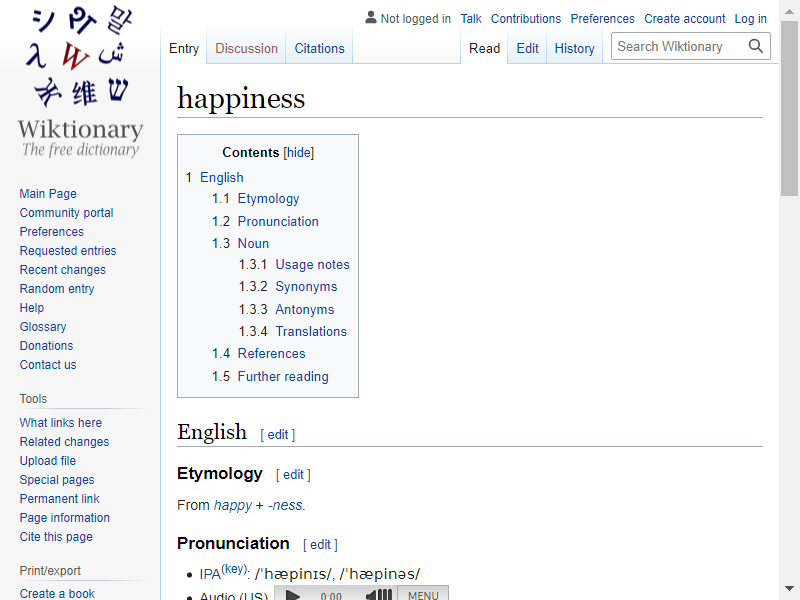 Not logged in Talk Contributions Preferences Create account Log in
Entry Discussion Citations Read Edit History Search Wiktionary
シ
말
λ
W
ش
维
ש
Wiktionary
The free dictionary
Main Page
Community portal
Preferences
Requested entries
Recent changes
Random entry
Help
Glossary
Donations
Contact us
Tools
What links here
Related changes
Upload file
Special pages
Permanent link
Page information
Cite this page
Print/export
Create a book
happiness
Contents [hide]
1 English
1.1 Etymology
1.2 Pronunciation
1.3 Noun
1.3.1 Usage notes
1.3.2 Synonyms
1.3.3 Antonyms
1.3.4 Translations
1.4 References
1.5 Further reading
English [ edit ]
Etymology [ edit ]
From happy + -ness.
Pronunciation [ edit ]
• IPA(key): /ˈhæpinɪs/, /ˈhæpinəs/
• Audio (US) 0:00 MENU